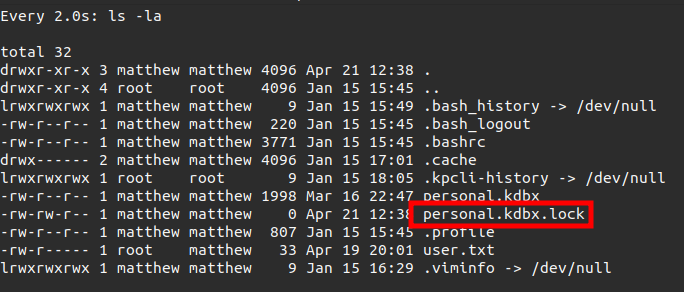 Every 2.0s: ls -la
total 32
drwxr-xr-x 3 matthew matthew 4096 Apr 21 12:38 .
drwxr-xr-x 4 root    root    4096 Jan 15 15:45 ..
lrwxrwxrwx 1 matthew matthew    9 Jan 15 15:49 .bash_history -> /dev/null
-rw-r--r-- 1 matthew matthew  220 Jan 15 15:45 .bash_logout
-rw-r--r-- 1 matthew matthew 3771 Jan 15 15:45 .bashrc
drwx------ 2 matthew matthew 4096 Jan 15 17:01 .cache
lrwxrwxrwx 1 root    root       9 Jan 15 18:05 .kpcli-history -> /dev/null
-rw-r--r-- 1 matthew matthew 1998 Mar 16 22:47 personal.kdbx
-rw-rw-r-- 1 matthew matthew    0 Apr 21 12:38 personal.kdbx.lock
-rw-r--r-- 1 matthew matthew  807 Jan 15 15:45 .profile
-rw-r----- 1 root    matthew   33 Apr 19 20:01 user.txt
lrwxrwxrwx 1 matthew matthew    9 Jan 15 16:29 .viminfo -> /dev/null